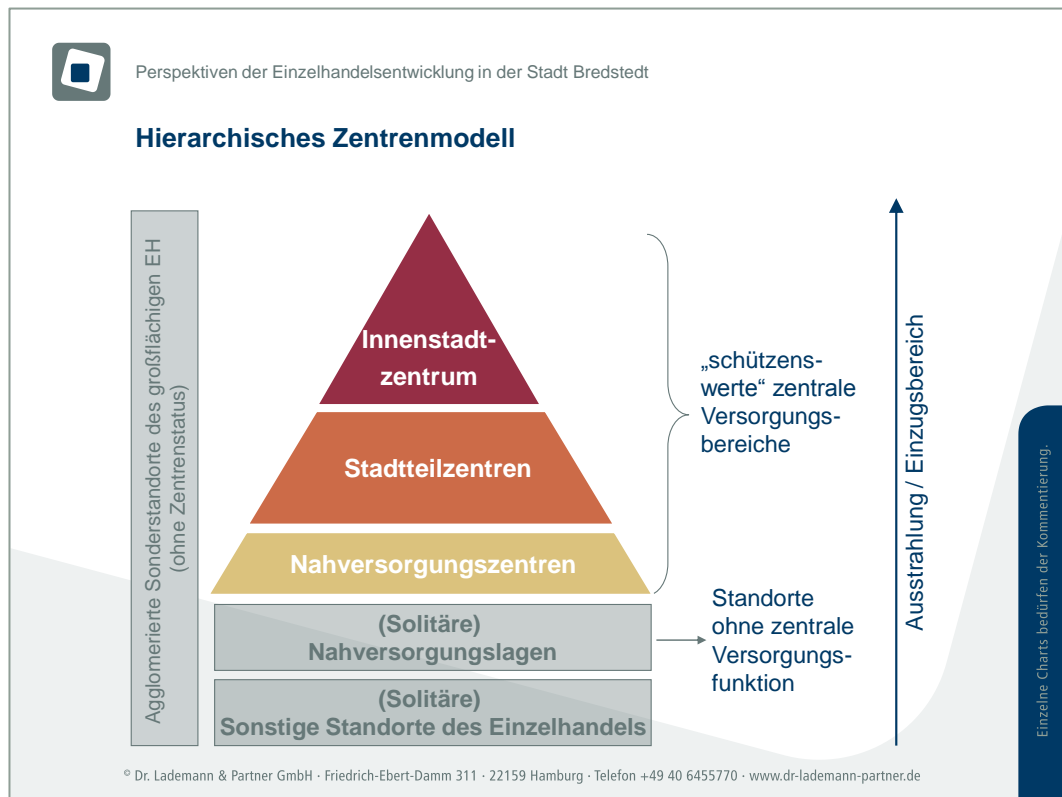 Perspektiven der Einzelhandelsentwicklung in der Stadt Bredstedt
Hierarchisches Zentrenmodell
Agglomerierte Sonderstandorte des großflächigen EH
(ohne Zentrenstatus)
Innenstadt-
zentrum
Stadtteilzentren
Nahversorgungszentren
(Solitäre)
Nahversorgungslagen
(Solitäre)
Sonstige Standorte des Einzelhandels
„schützens-
werte“ zentrale
Versorgungs-
bereiche
Standorte
ohne zentrale
Versorgungs-
funktion
Ausstrahlung / Einzugsbereich
Einzelne Charts bedürfen der Kommentierung.
© Dr. Lademann & Partner GmbH · Friedrich-Ebert-Damm 311 · 22159 Hamburg · Telefon +49 40 6455770 · www.dr-lademann-partner.de